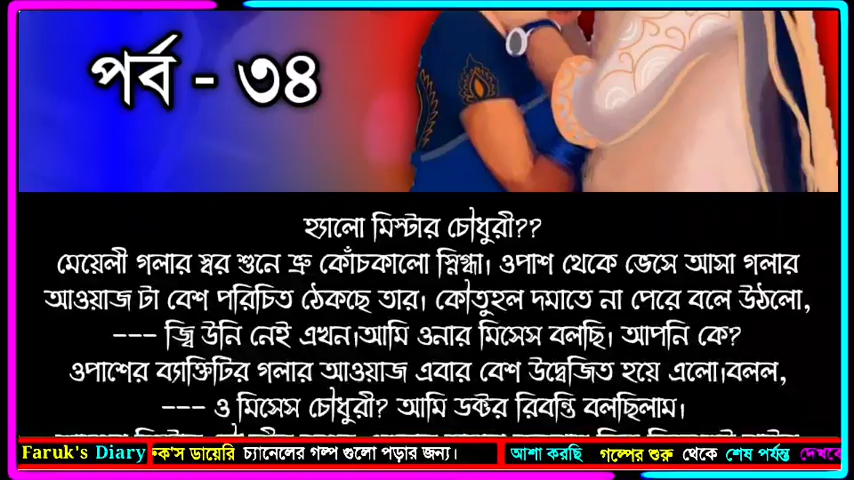 পর্ব - ৩৪
হ্যালো মিস্টার চৌধুরী??
মেয়েলী গলার স্বর শুনে ভ্রু কোঁচকালো স্নিগ্ধা। ওপাশ থেকে ভেসে আসা গলার
আওয়াজ টা বেশ পরিচিত ঠেকছে তার। কৌতুহল দমাতে না পেরে বলে উঠলো,
--- জ্বি উনি নেই এখন।আমি ওনার মিসেস বলছি। আপনি কে?
ওপাশের ব্যাক্তিটির গলার আওয়াজ এবার বেশ উদ্বেজিত হয়ে এলো।বলল,
--- ও মিসেস চৌধুরী? আমি ডক্টর রিবন্তি বলছিলাম।
Faruk's Diary ক'স ডায়েরি চ্যানেলের গল্প গুলো পড়ার জন্য। আশা করছি গল্পের শুরু থেকে শেষ পর্যন্ত দেখবে